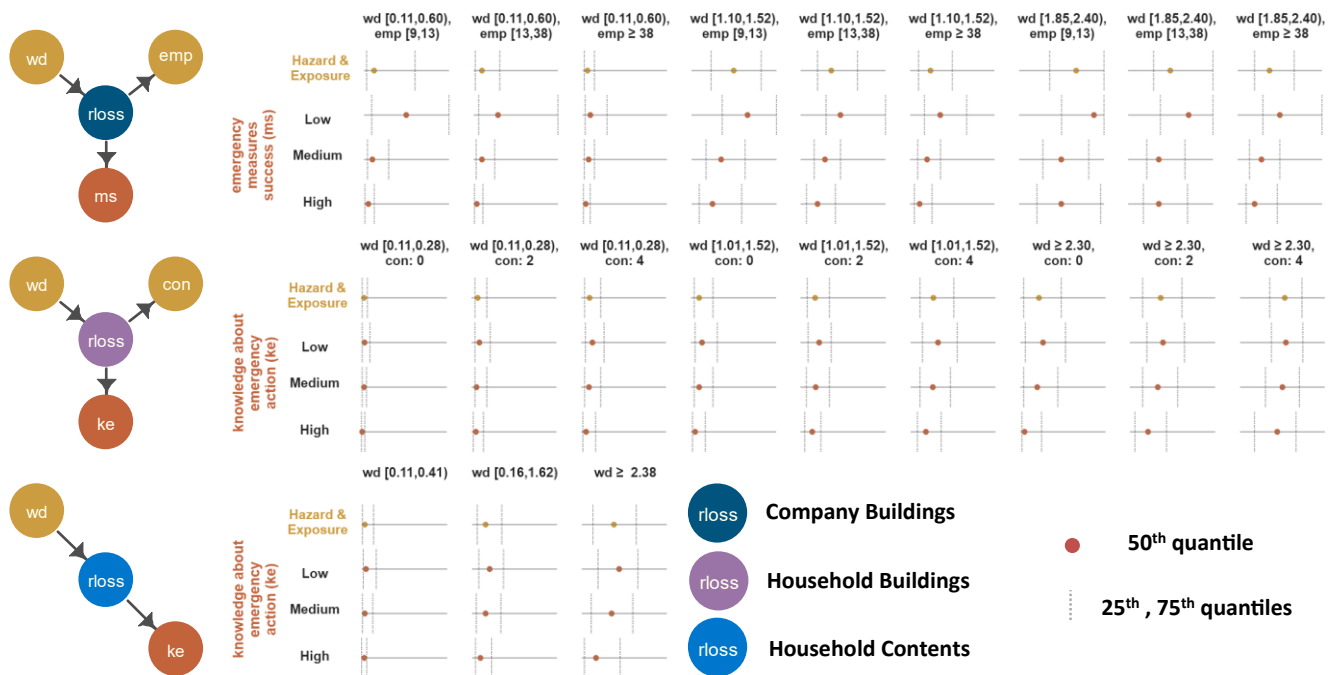 wd [0.11,0.60), emp [9,13)
wd [0.11,0.60), emp [13,38)
wd [0.11,0.60), emp ≥ 38
wd [1.10,1.52), emp [9,13)
wd [1.10,1.52), emp [13,38)
wd [1.10,1.52), emp ≥ 38
wd [1.85,2.40), emp [9,13)
wd [1.85,2.40), emp [13,38)
wd [1.85,2.40), emp ≥ 38
wd
emp
rloss
ms
emergency
measures
success (ms)
Hazard &
Exposure
Low
Medium
High
wd [0.11,0.28), con: 0
wd [0.11,0.28), con: 2
wd [0.11,0.28), con: 4
wd [1.01,1.52), con: 0
wd [1.01,1.52), con: 2
wd [1.01,1.52), con: 4
wd ≥ 2.30, con: 0
wd ≥ 2.30, con: 2
wd ≥ 2.30, con: 4
wd
con
rloss
ke
knowledge about
emergency
action (ke)
Hazard &
Exposure
Low
Medium
High
wd [0.11,0.41)
wd [0.16,1.62)
wd ≥ 2.38
wd
rloss
ke
knowledge about
emergency
action (ke)
Hazard &
Exposure
Low
Medium
High
rloss Company Buildings
rloss Household Buildings
rloss Household Contents
50th quantile
25th , 75th quantiles